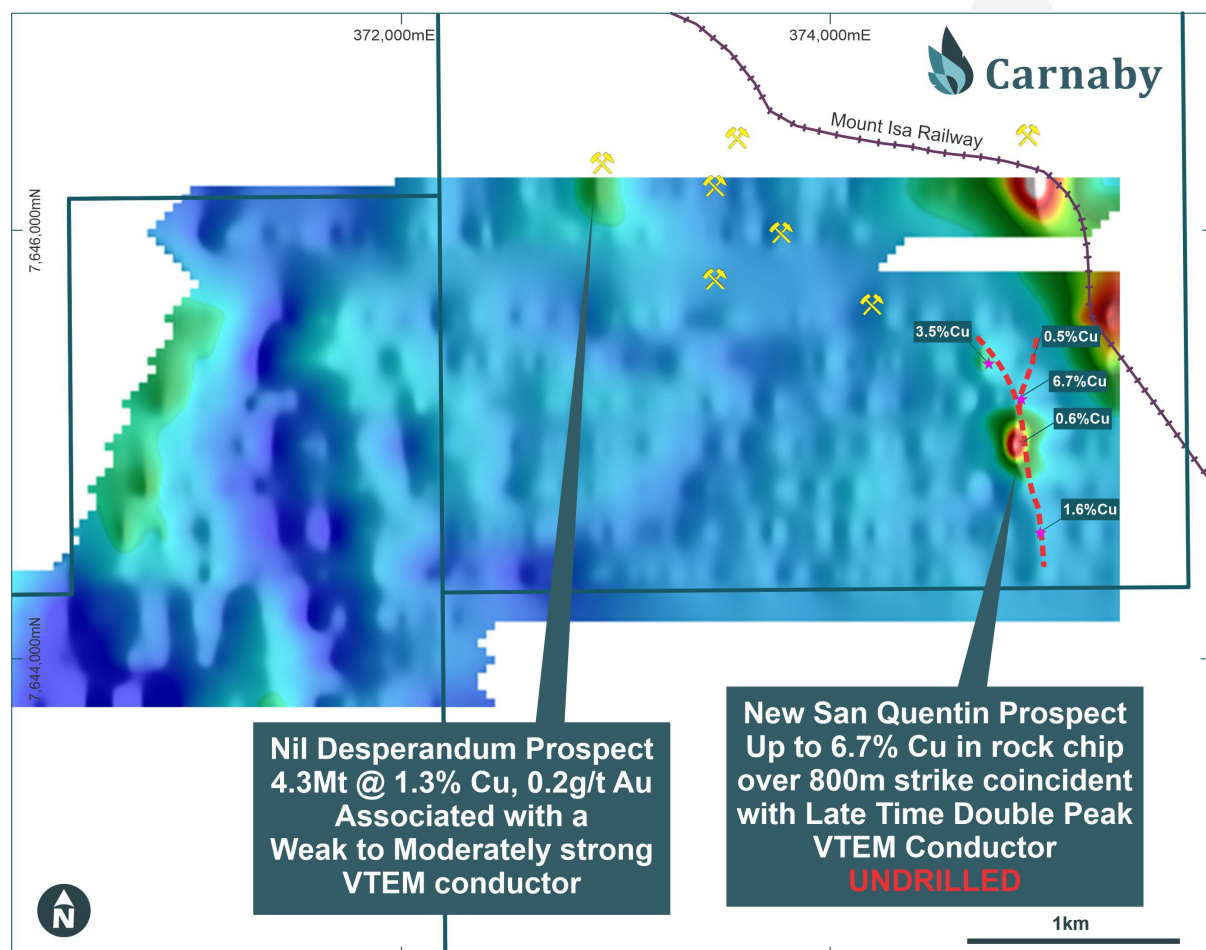 372,000mE
374,000mE
Carnaby
Mount Isa Railway
7,646,000mN
3.5%Cu
0.5%Cu
6.7%Cu
0.6%Cu
1.6%Cu
7,644,000mN
Nil Desperandum Prospect
4.3Mt @ 1.3% Cu, 0.2g/t Au
Associated with a
Weak to Moderately strong
VTEM conductor
New San Quentin Prospect
Up to 6.7% Cu in rock chip
over 800m strike coincident
with Late Time Double Peak
VTEM Conductor
UNDRILLED
N
1km